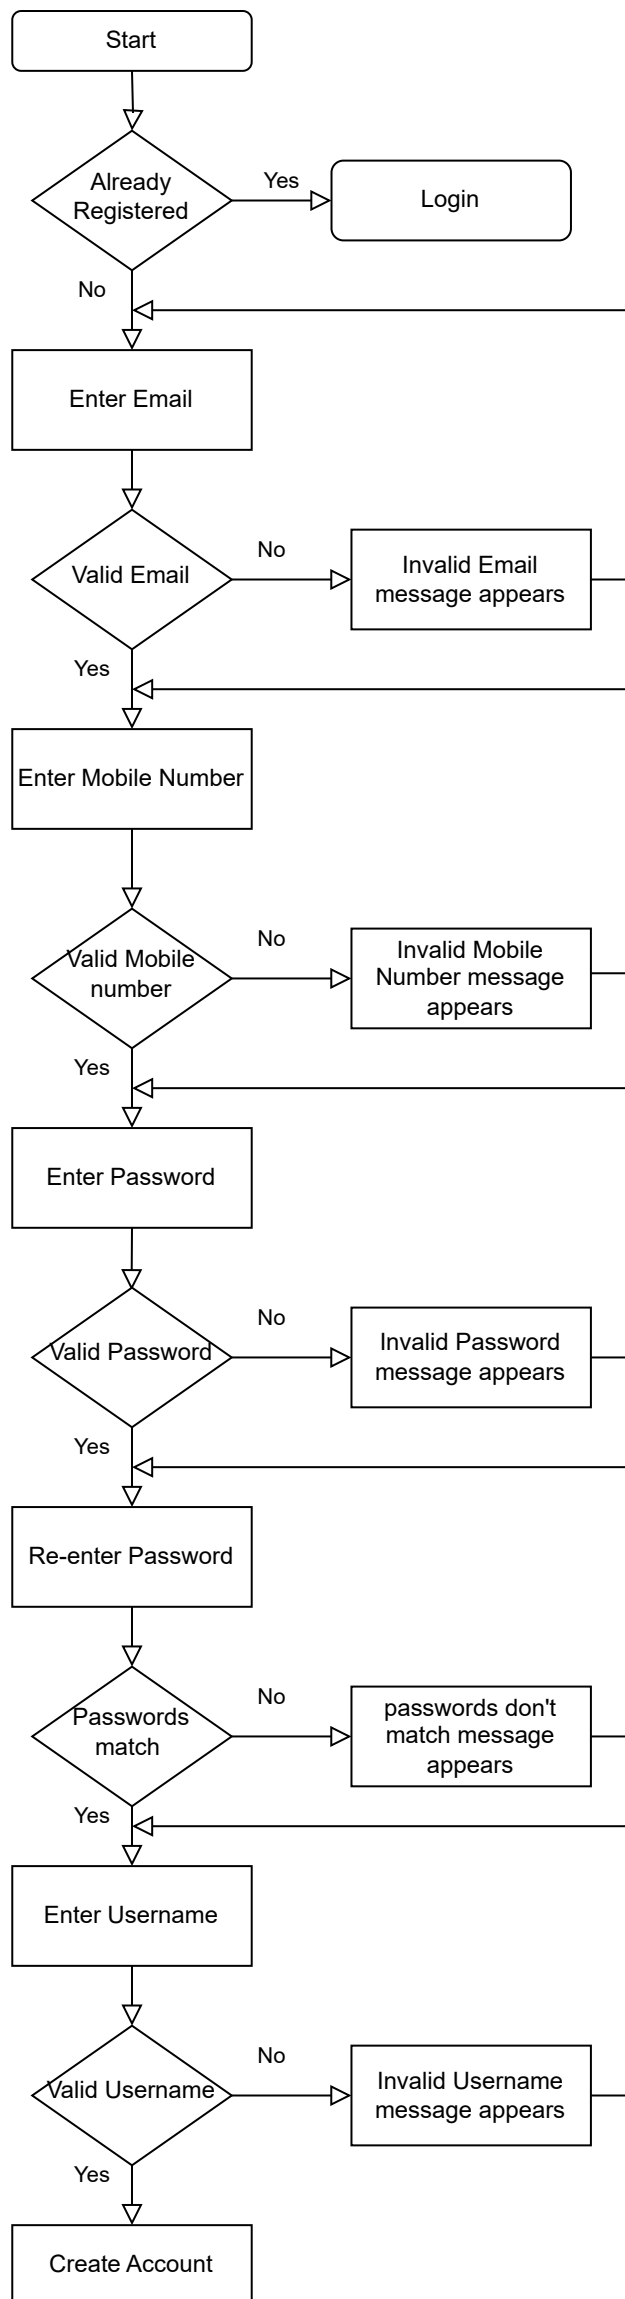 Start
Already
Registered
Yes
Login
No
Enter Email
Valid Email
No
Invalid Email
message appears
Yes
Enter Mobile Number
Valid Mobile
number
No
Invalid Mobile
Number message
appears
Yes
Enter Password
Valid Password
No
Invalid Password
message appears
Yes
Re-enter Password
Passwords
match
No
passwords don't
match message
appears
Yes
Enter Username
Valid Username
No
Invalid Username
message appears
Yes
Create Account